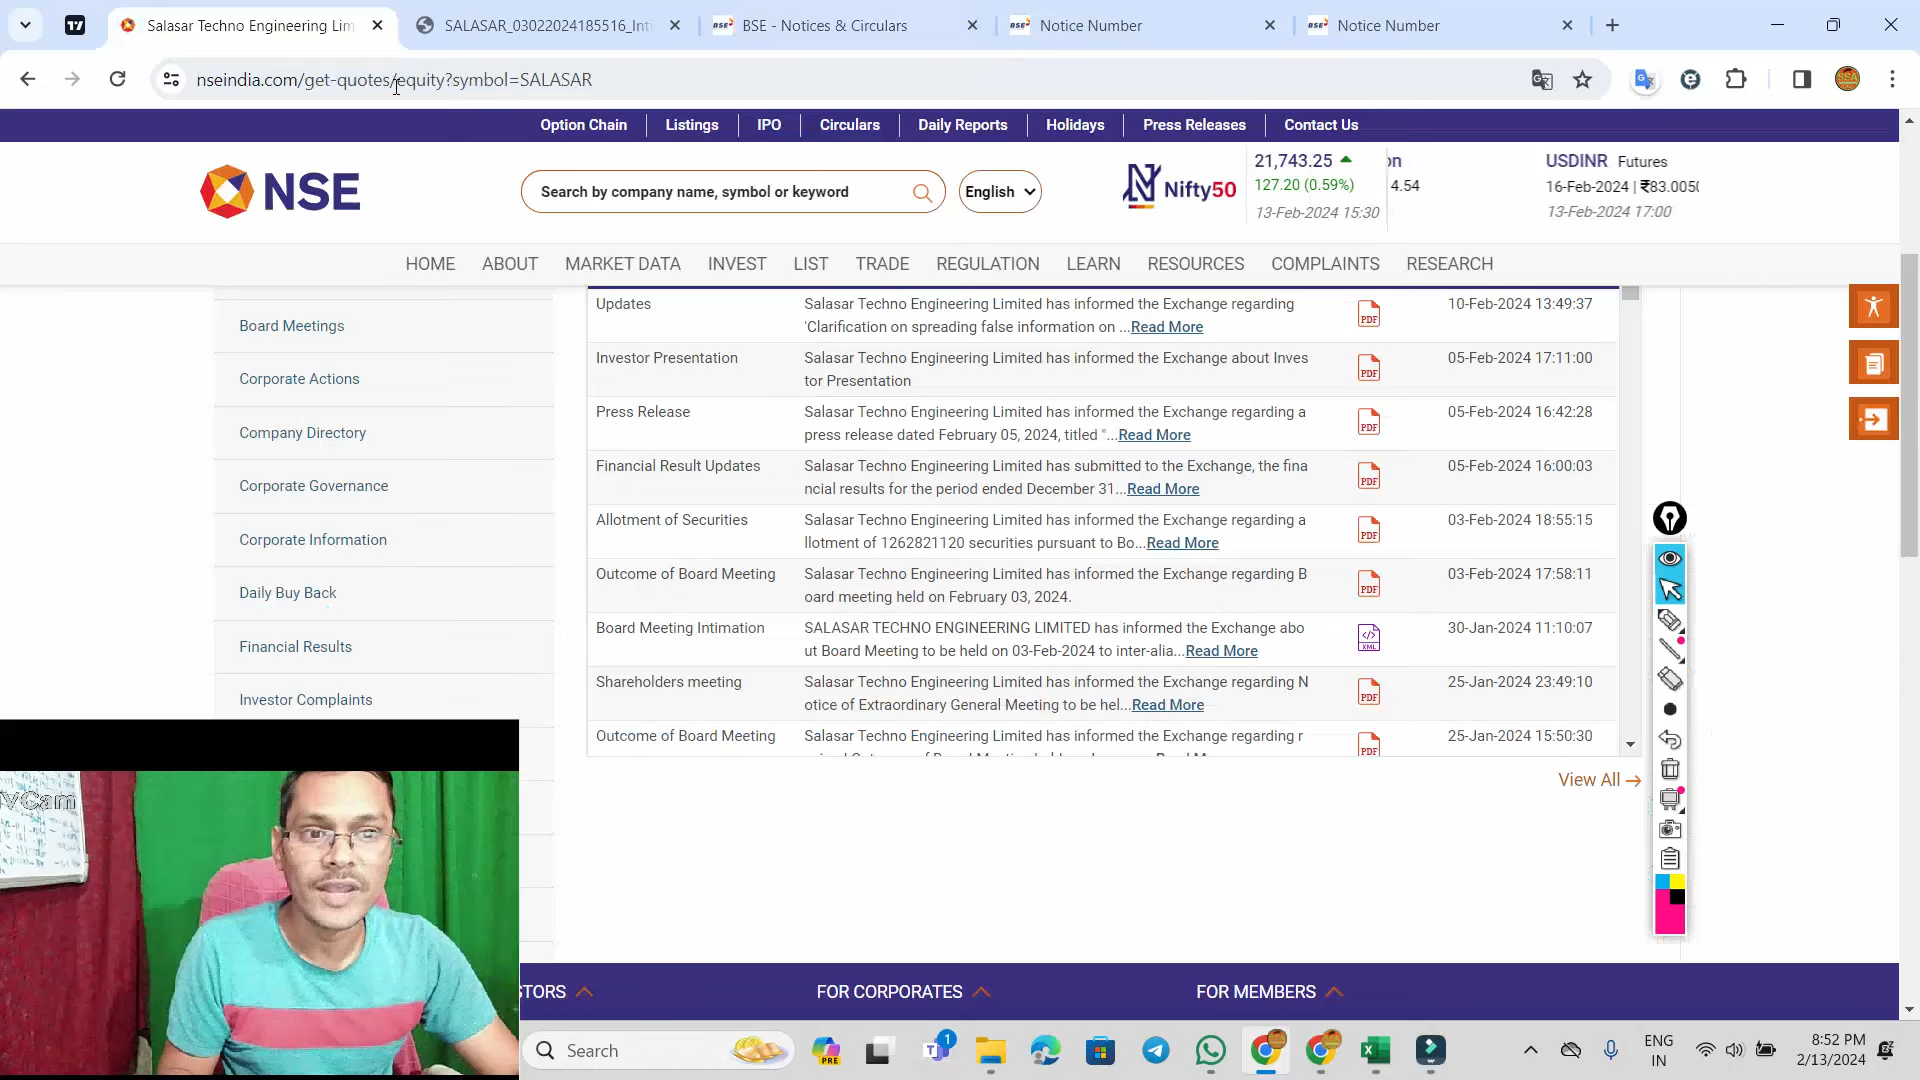 Salasar Techno Engineering Lim
SALASAR_03022024185516_Inti
BSE - Notices & Circulars
Notice Number
Notice Number
nseindia.com/get-quotes/equity?symbol=SALASAR
Option Chain
Listings
IPO
Circulars
Daily Reports
Holidays
Press Releases
Contact Us
NSE
Search by company name, symbol or keyword
English
Nifty50
21,743.25
127.20 (0.59%)
13-Feb-2024 15:30
on
4.54
USDINR Futures
16-Feb-2024 | ₹83.0050
13-Feb-2024 17:00
HOME
ABOUT
MARKET DATA
INVEST
LIST
TRADE
REGULATION
LEARN
RESOURCES
COMPLAINTS
RESEARCH
Board Meetings
Corporate Actions
Company Directory
Corporate Governance
Corporate Information
Daily Buy Back
Financial Results
Investor Complaints
Updates
Salasar Techno Engineering Limited has informed the Exchange regarding
'Clarification on spreading false information on ...Read More
PDF
10-Feb-2024 13:49:37
Investor Presentation
Salasar Techno Engineering Limited has informed the Exchange about Inves
tor Presentation
PDF
05-Feb-2024 17:11:00
Press Release
Salasar Techno Engineering Limited has informed the Exchange regarding a
press release dated February 05, 2024, titled "...Read More
PDF
05-Feb-2024 16:42:28
Financial Result Updates
Salasar Techno Engineering Limited has submitted to the Exchange, the fina
ncial results for the period ended December 31...Read More
PDF
05-Feb-2024 16:00:03
Allotment of Securities
Salasar Techno Engineering Limited has informed the Exchange regarding a
llotment of 1262821120 securities pursuant to Bo...Read More
PDF
03-Feb-2024 18:55:15
Outcome of Board Meeting
Salasar Techno Engineering Limited has informed the Exchange regarding B
oard meeting held on February 03, 2024.
PDF
03-Feb-2024 17:58:11
Board Meeting Intimation
SALASAR TECHNO ENGINEERING LIMITED has informed the Exchange abo
ut Board Meeting to be held on 03-Feb-2024 to inter-alia...Read More
XML
30-Jan-2024 11:10:07
Shareholders meeting
Salasar Techno Engineering Limited has informed the Exchange regarding N
otice of Extraordinary General Meeting to be hel...Read More
PDF
25-Jan-2024 23:49:10
Outcome of Board Meeting
Salasar Techno Engineering Limited has informed the Exchange regarding r
PDF
25-Jan-2024 15:50:30
View All
STORS
FOR CORPORATES
FOR MEMBERS
Search
PRE
1
ENG
IN
8:52 PM
2/13/2024